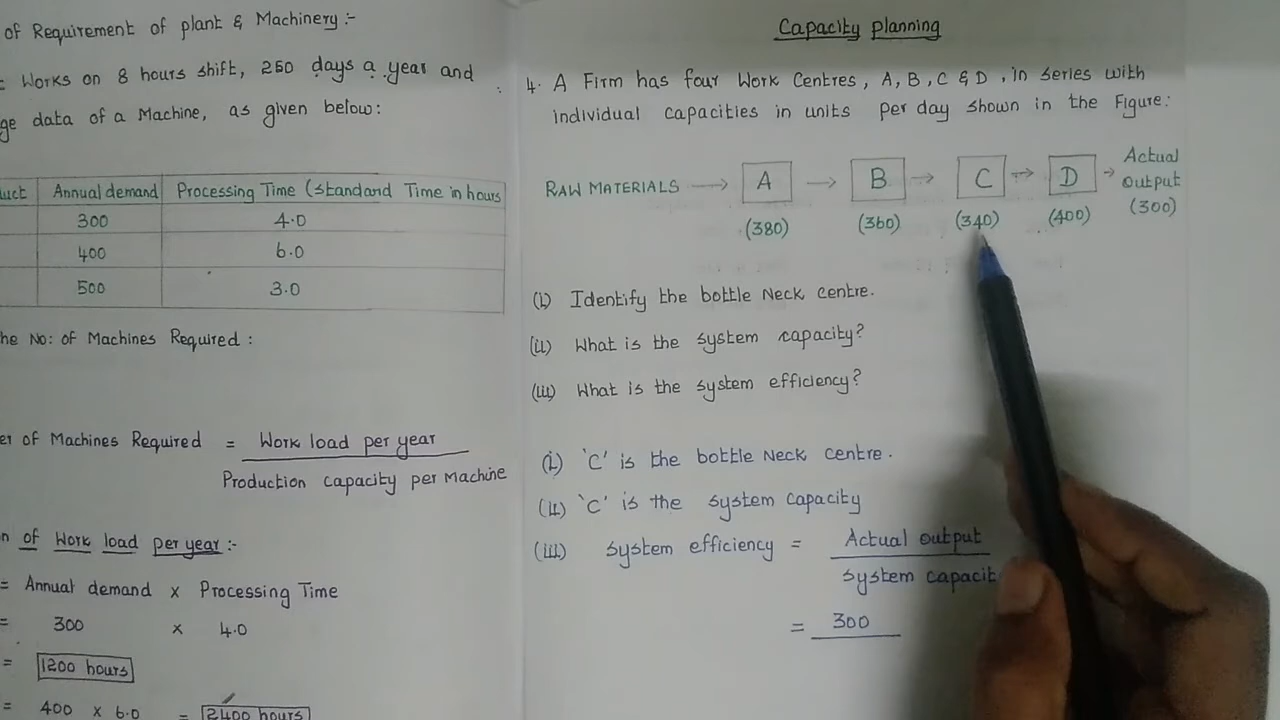 of Requirement of plant & Machinery :-
Works on 8 hours shift, 250 days a year and
ge data of a Machine, as given below:
uct Annual demand Processing Time (Standard Time in hours
300 4.0
400 6.0
500 3.0
he No: of Machines Required :
er of Machines Required = Work load per year
Production capacity per Machine
n of Work load per year :-
= Annual demand x Processing Time
= 300 x 4.0
= 1200 hours
= 400 x 6.0 = 2400 hours
Capacity planning
4. A Firm has four Work Centres, A, B, C & D, in series with
individual capacities in units per day shown in the Figure:
RAW MATERIALS → A → B → C → D → Actual
output
(380) (360) (340) (400) (300)
(i) Identify the bottle Neck centre.
(ii) What is the system capacity?
(iii) What is the system efficiency?
(i) 'C' is the bottle Neck centre.
(ii) 'C' is the system capacity
(iii) system efficiency = Actual output
system capacit
= 300